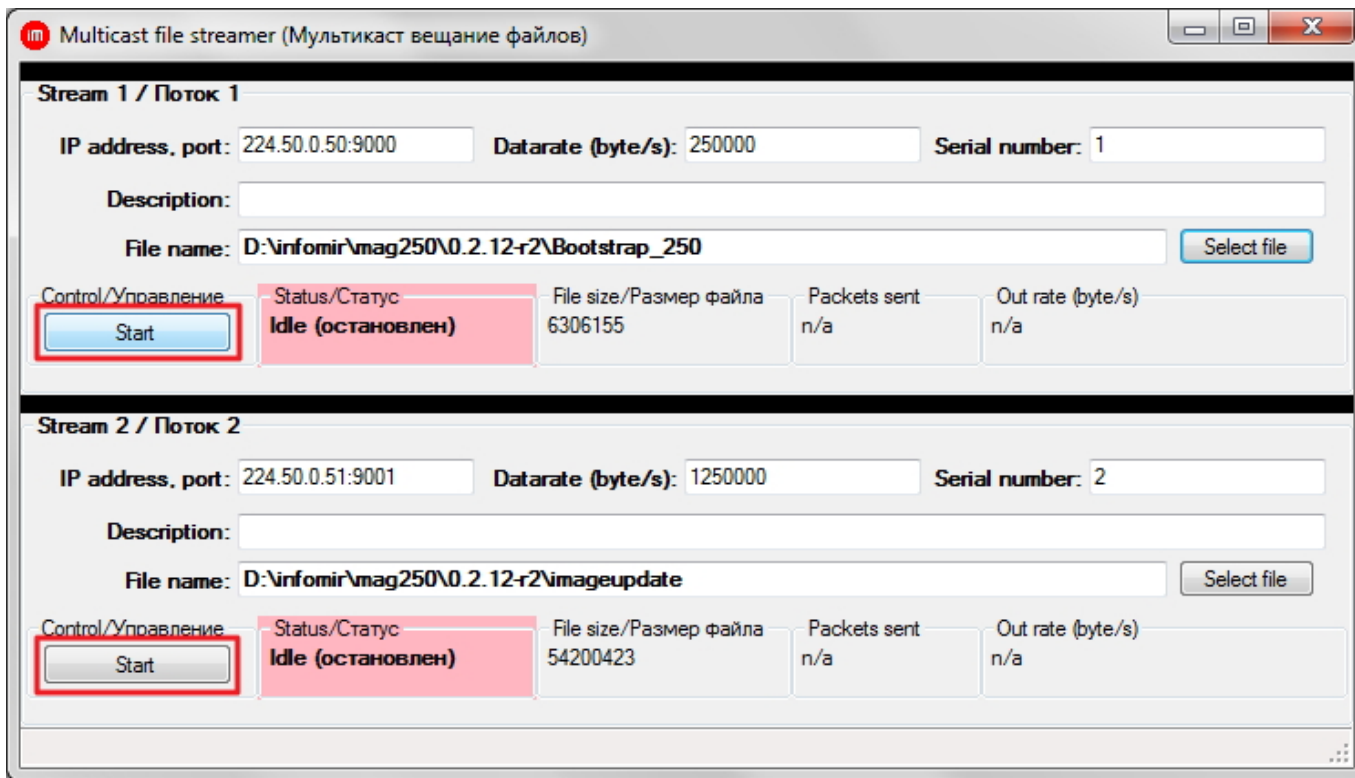 im Multicast file streamer (Мультикаст вещание файлов)
Stream 1 / Поток 1
IP address, port: 224.50.0.50:9000 Datarate (byte/s): 250000 Serial number: 1
Description:
File name: D:\infomir\mag250\0.2.12-r2\Bootstrap_250 Select file
Control/Управление Status/Статус File size/Размер файла Packets sent Out rate (byte/s)
Start Idle (остановлен) 6306155 n/a n/a
Stream 2 / Поток 2
IP address, port: 224.50.0.51:9001 Datarate (byte/s): 1250000 Serial number: 2
Description:
File name: D:\infomir\mag250\0.2.12-r2\imageupdate Select file
Control/Управление Status/Статус File size/Размер файла Packets sent Out rate (byte/s)
Start Idle (остановлен) 54200423 n/a n/a